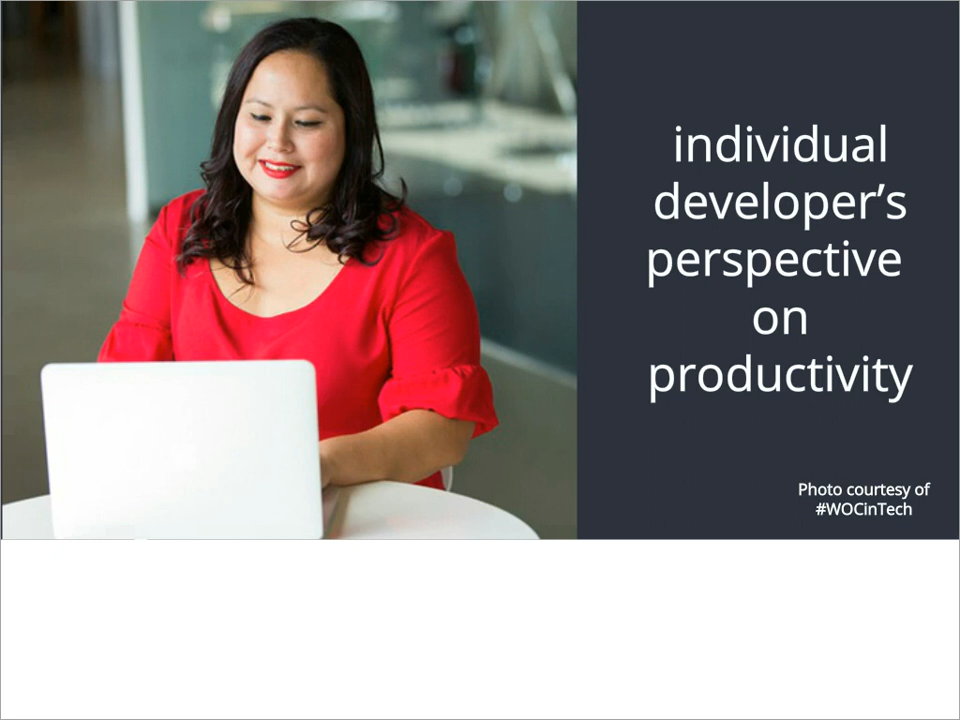 individual
developer’s
perspective
on
productivity
Photo courtesy of
#WOCinTech